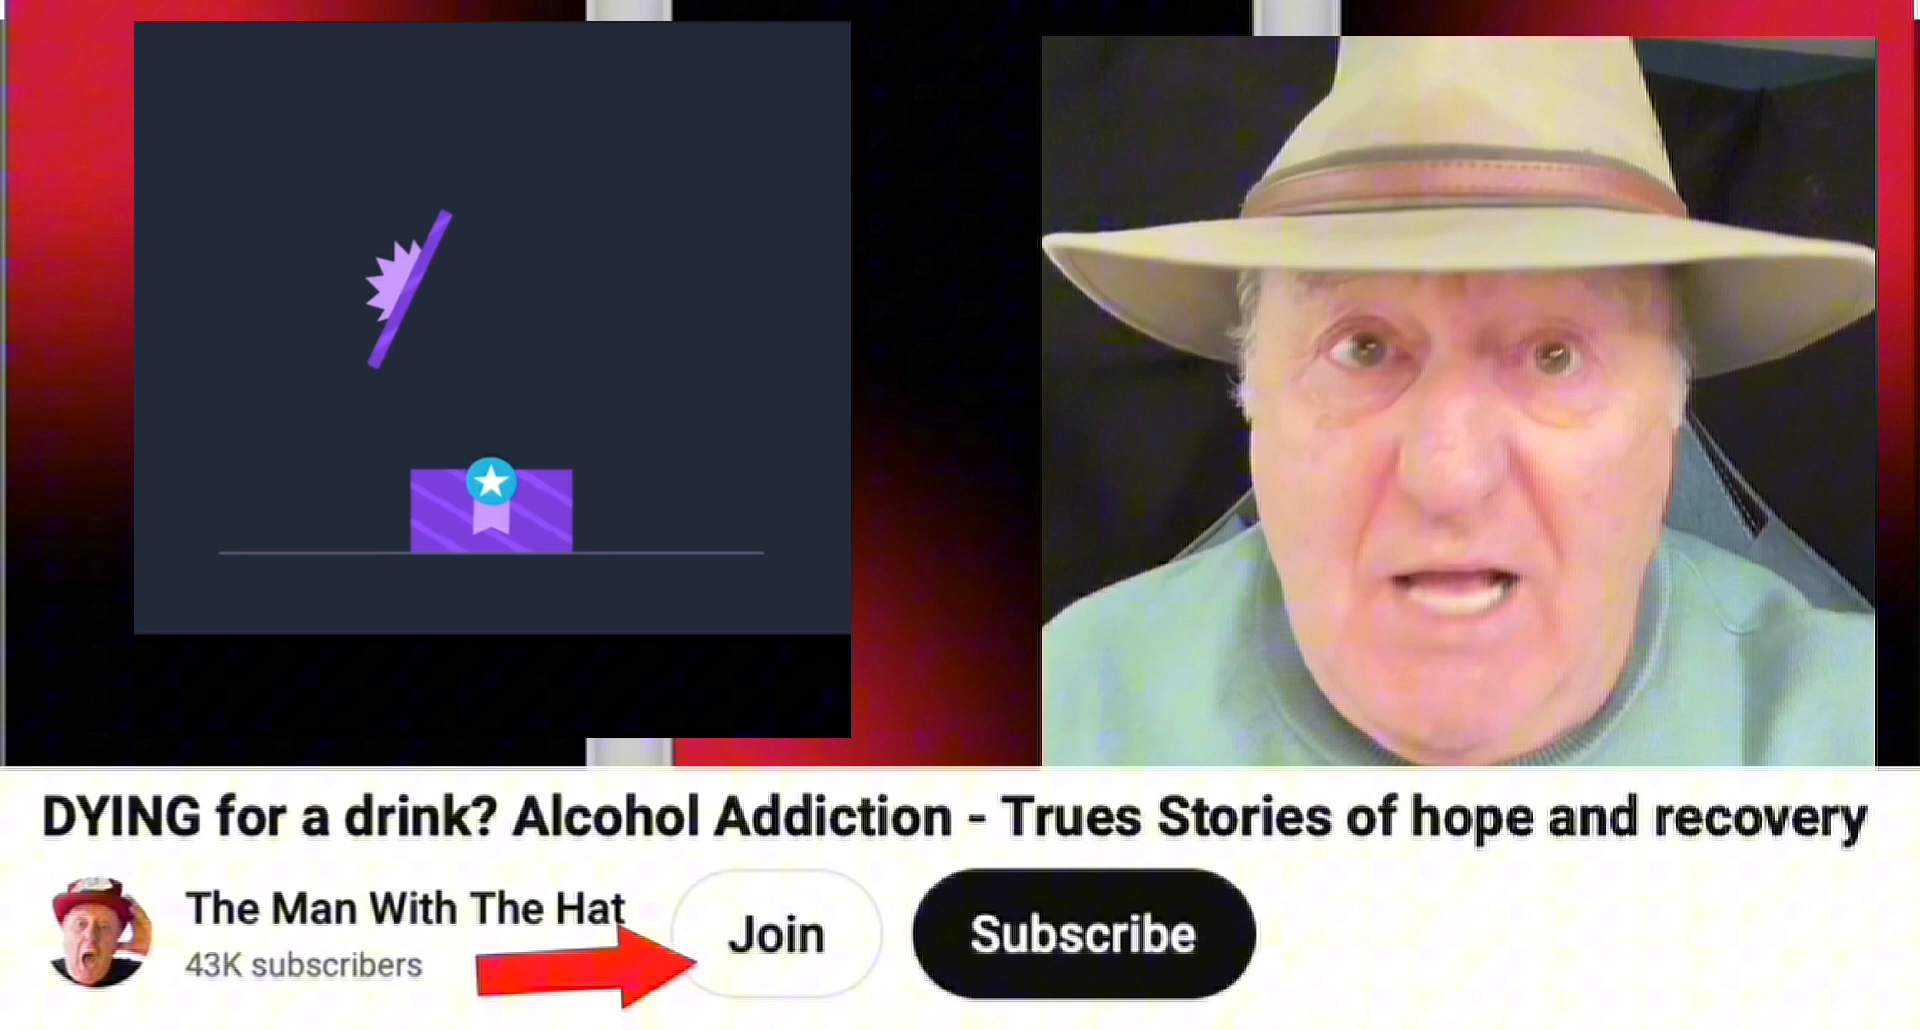 DYING for a drink? Alcohol Addiction - Trues Stories of hope and recovery
The Man With The Hat
43K subscribers
Join
Subscribe